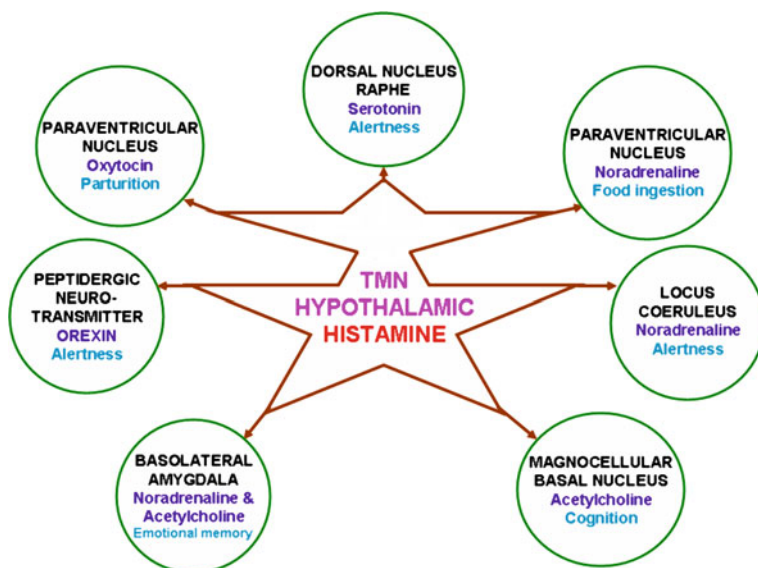 DORSAL NUCLEUS
RAPHE
Serotonin
Alertness
PARAVENTRICULAR
NUCLEUS
Oxytocin
Parturition
PARAVENTRICULAR
NUCLEUS
Noradrenaline
Food ingestion
PEPTIDERGIC
NEURO-
TRANSMITTER
OREXIN
Alertness
TMN
HYPOTHALAMIC
HISTAMINE
LOCUS
COERULEUS
Noradrenaline
Alertness
BASOLATERAL
AMYGDALA
Noradrenaline &
Acetylcholine
Emotional memory
MAGNOCELLULAR
BASAL NUCLEUS
Acetylcholine
Cognition